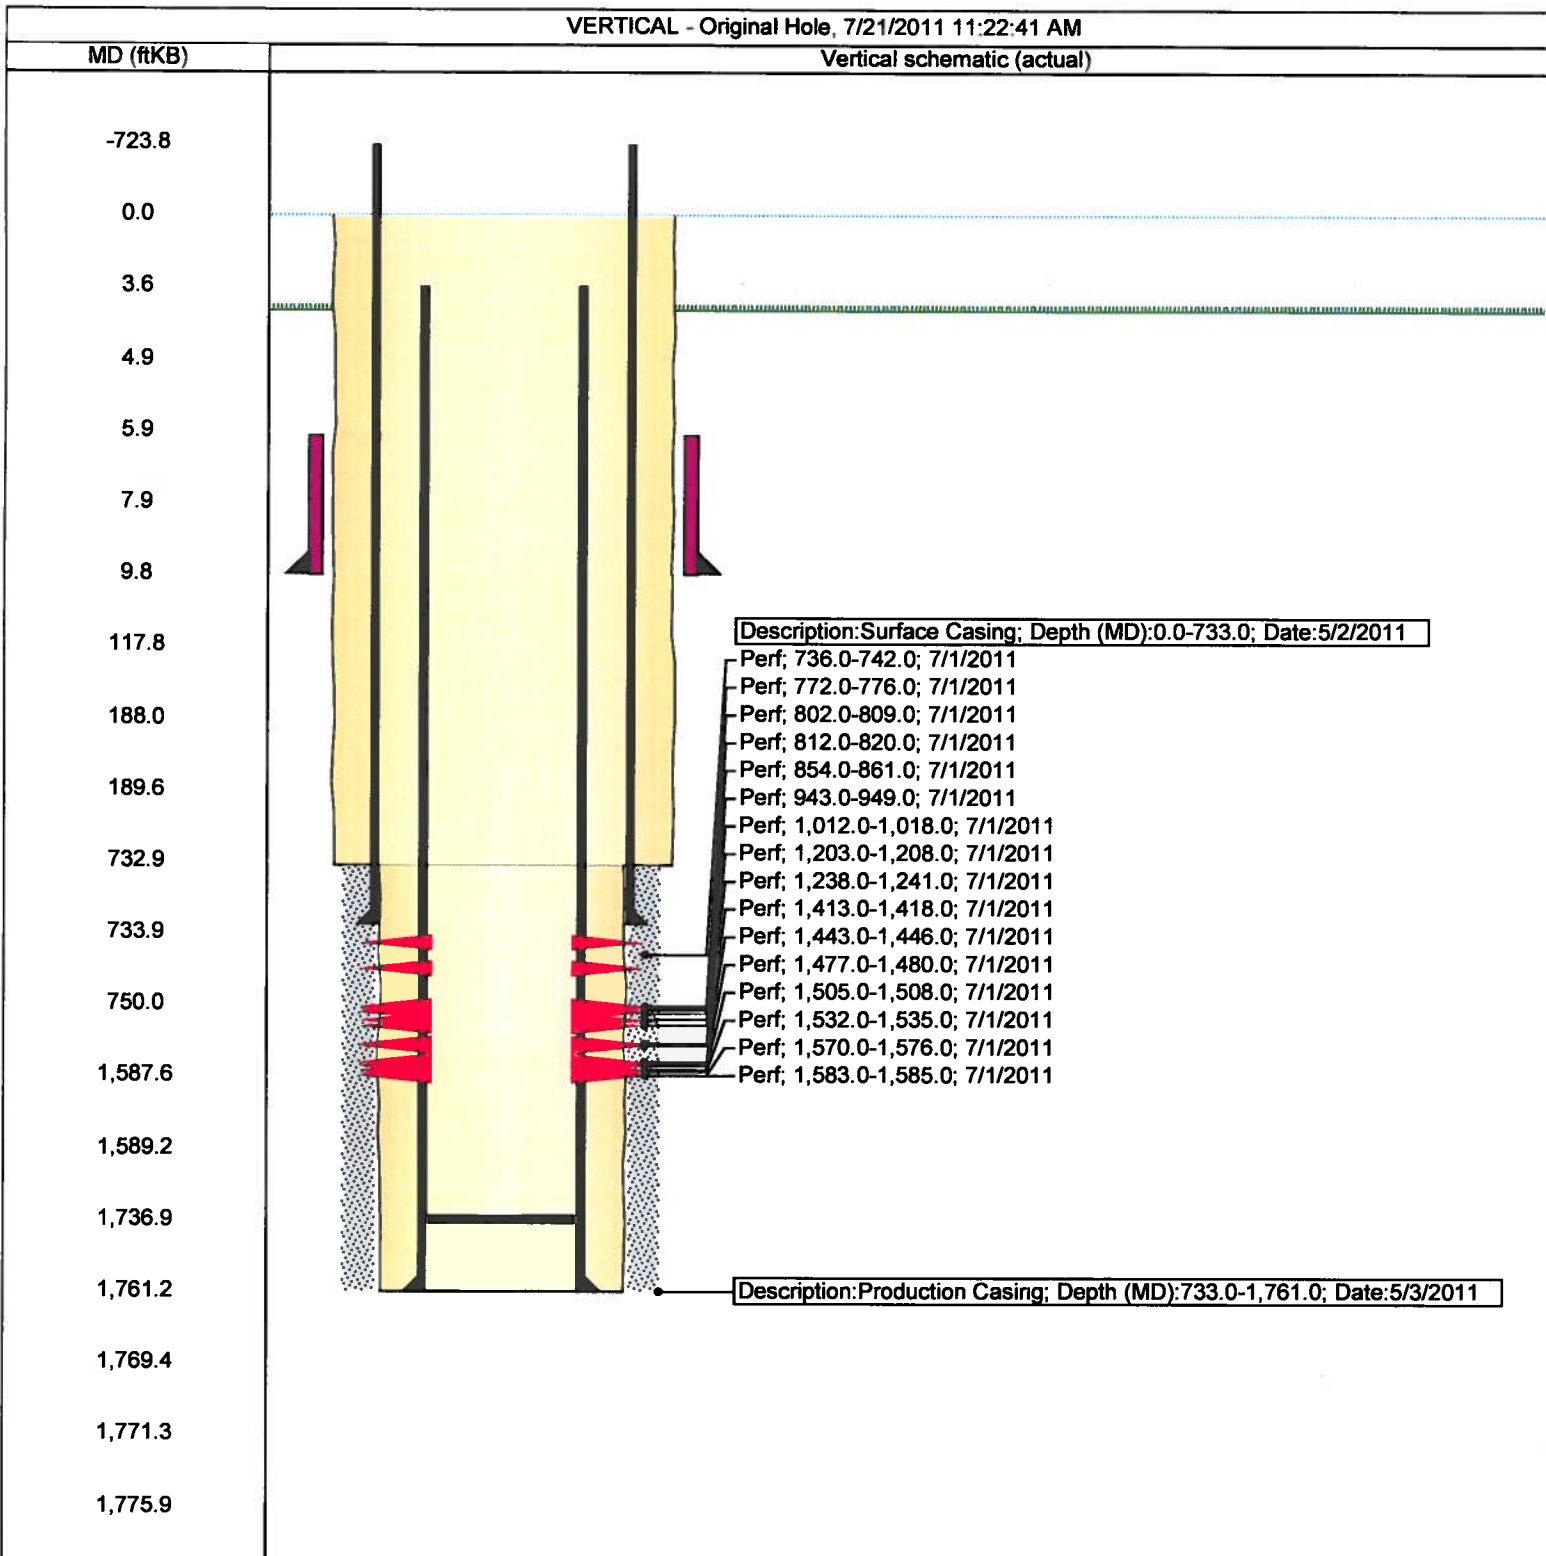 VERTICAL - Original Hole, 7/21/2011 11:22:41 AM
MD (ftKB)
Vertical schematic (actual)
-723.8
0.0
3.6
4.9
5.9
7.9
9.8
117.8
188.0
189.6
732.9
733.9
750.0
1,587.6
1,589.2
1,736.9
1,761.2
1,769.4
1,771.3
1,775.9
Description:Surface Casing; Depth (MD):0.0-733.0; Date:5/2/2011
Perf; 736.0-742.0; 7/1/2011
Perf; 772.0-776.0; 7/1/2011
Perf; 802.0-809.0; 7/1/2011
Perf; 812.0-820.0; 7/1/2011
Perf; 854.0-861.0; 7/1/2011
Perf; 943.0-949.0; 7/1/2011
Perf; 1,012.0-1,018.0; 7/1/2011
Perf; 1,203.0-1,208.0; 7/1/2011
Perf; 1,238.0-1,241.0; 7/1/2011
Perf; 1,413.0-1,418.0; 7/1/2011
Perf; 1,443.0-1,446.0; 7/1/2011
Perf; 1,477.0-1,480.0; 7/1/2011
Perf; 1,505.0-1,508.0; 7/1/2011
Perf; 1,532.0-1,535.0; 7/1/2011
Perf; 1,570.0-1,576.0; 7/1/2011
Perf; 1,583.0-1,585.0; 7/1/2011
Description:Production Casing; Depth (MD):733.0-1,761.0; Date:5/3/2011